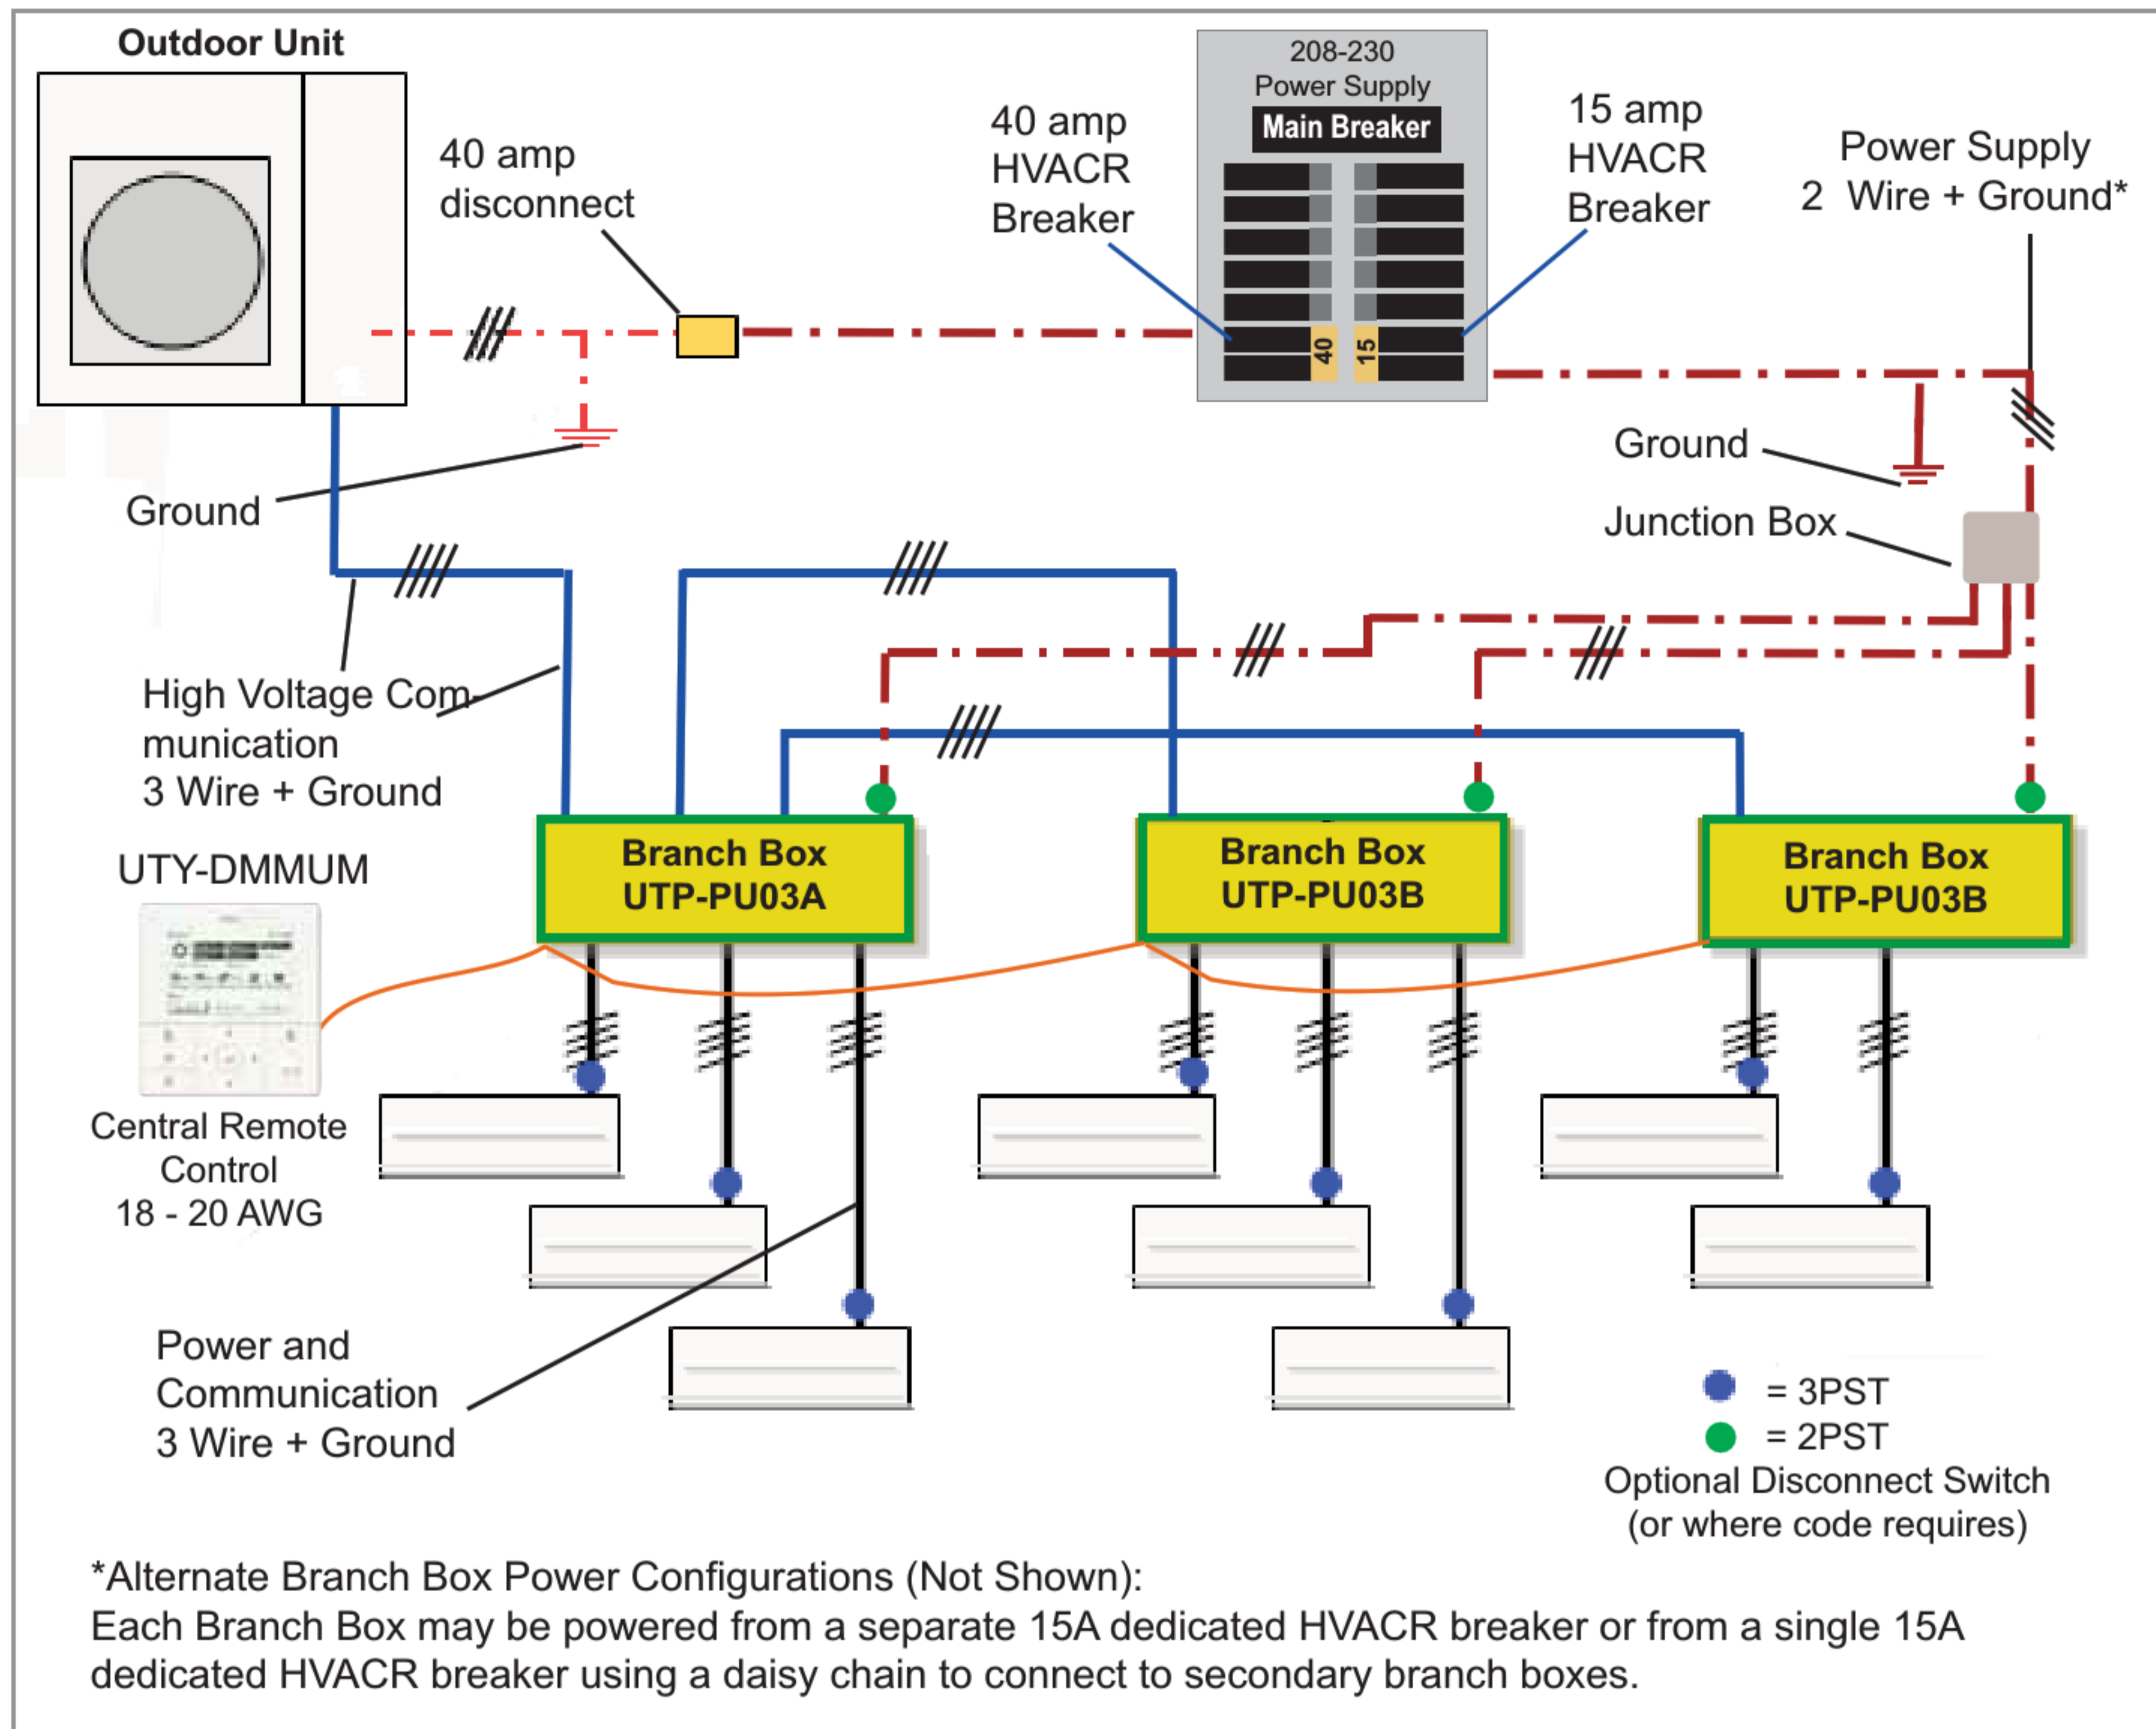 Outdoor Unit
208-230
Power Supply
Main Breaker
40 amp
disconnect
40 amp
HVACR
Breaker
15 amp
HVACR
Breaker
Power Supply
2 Wire + Ground*
40
15
Ground
Ground
Junction Box
High Voltage Com-
munication
3 Wire + Ground
UTY-DMMUM
Branch Box
UTP-PU03A
Branch Box
UTP-PU03B
Branch Box
UTP-PU03B
Central Remote
Control
18 - 20 AWG
Power and
Communication
3 Wire + Ground
= 3PST
= 2PST
Optional Disconnect Switch
(or where code requires)
*Alternate Branch Box Power Configurations (Not Shown):
Each Branch Box may be powered from a separate 15A dedicated HVACR breaker or from a single 15A
dedicated HVACR breaker using a daisy chain to connect to secondary branch boxes.